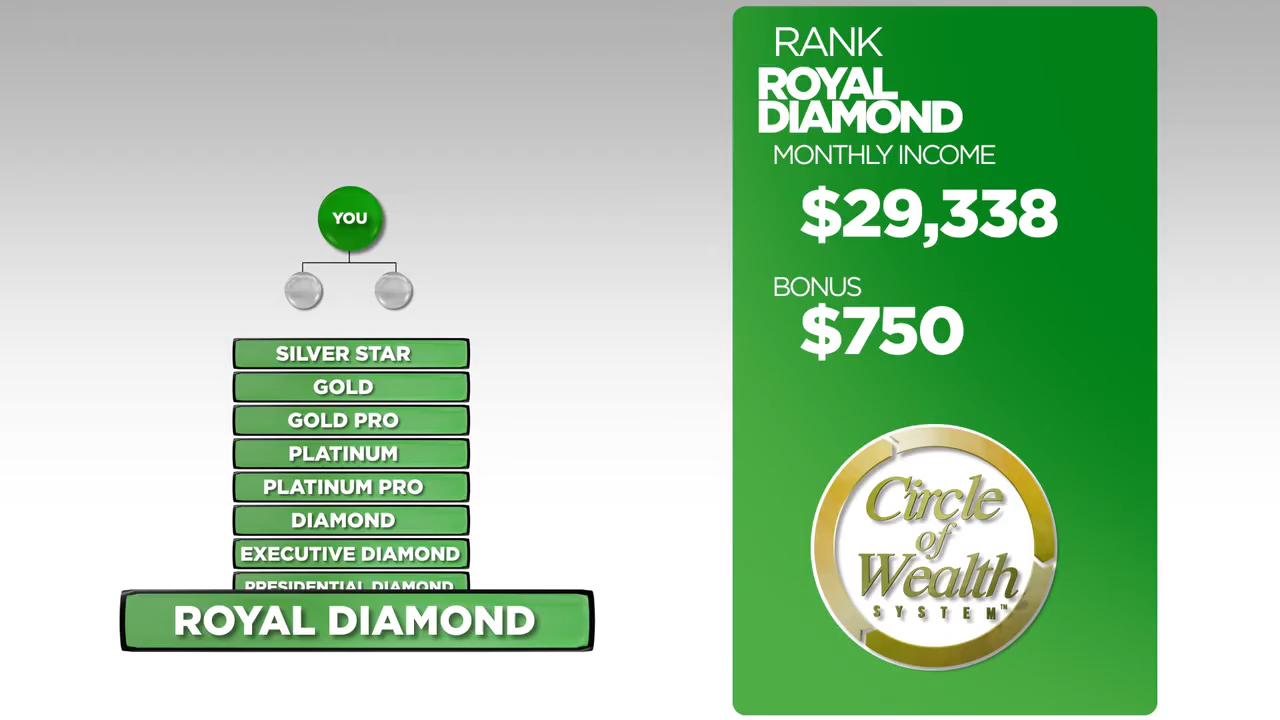 YOU
SILVER STAR
GOLD
GOLD PRO
PLATINUM
PLATINUM PRO
DIAMOND
EXECUTIVE DIAMOND
PRESIDENTIAL DIAMOND
ROYAL DIAMOND
RANK
ROYAL
DIAMOND
MONTHLY INCOME
$29,338
BONUS
$750
Circle
of
Wealth
SYSTEM™